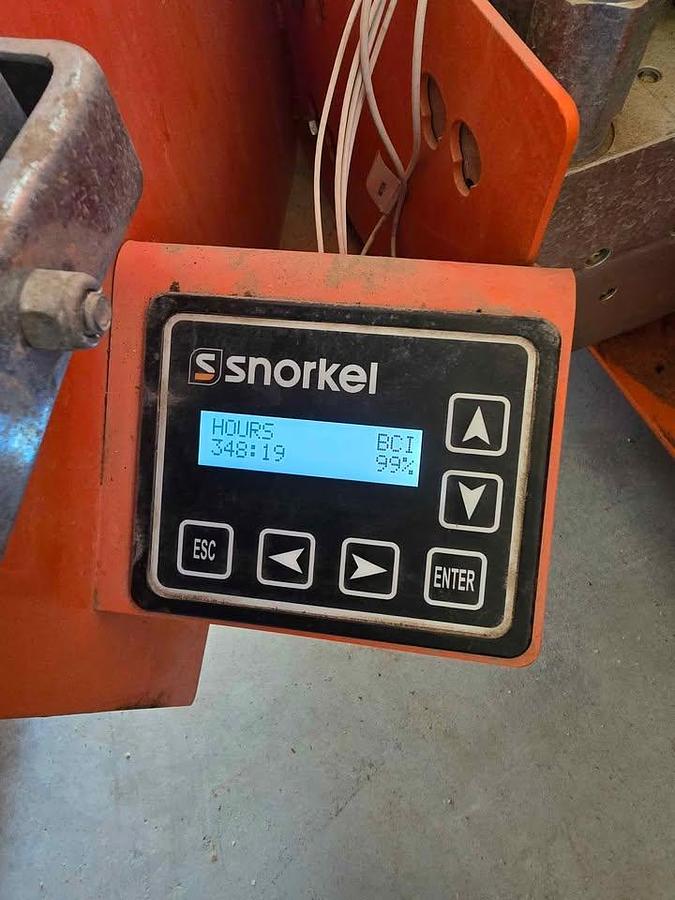 S snorkel
HOURS BCI
348:19 99%
ESC
ENTER